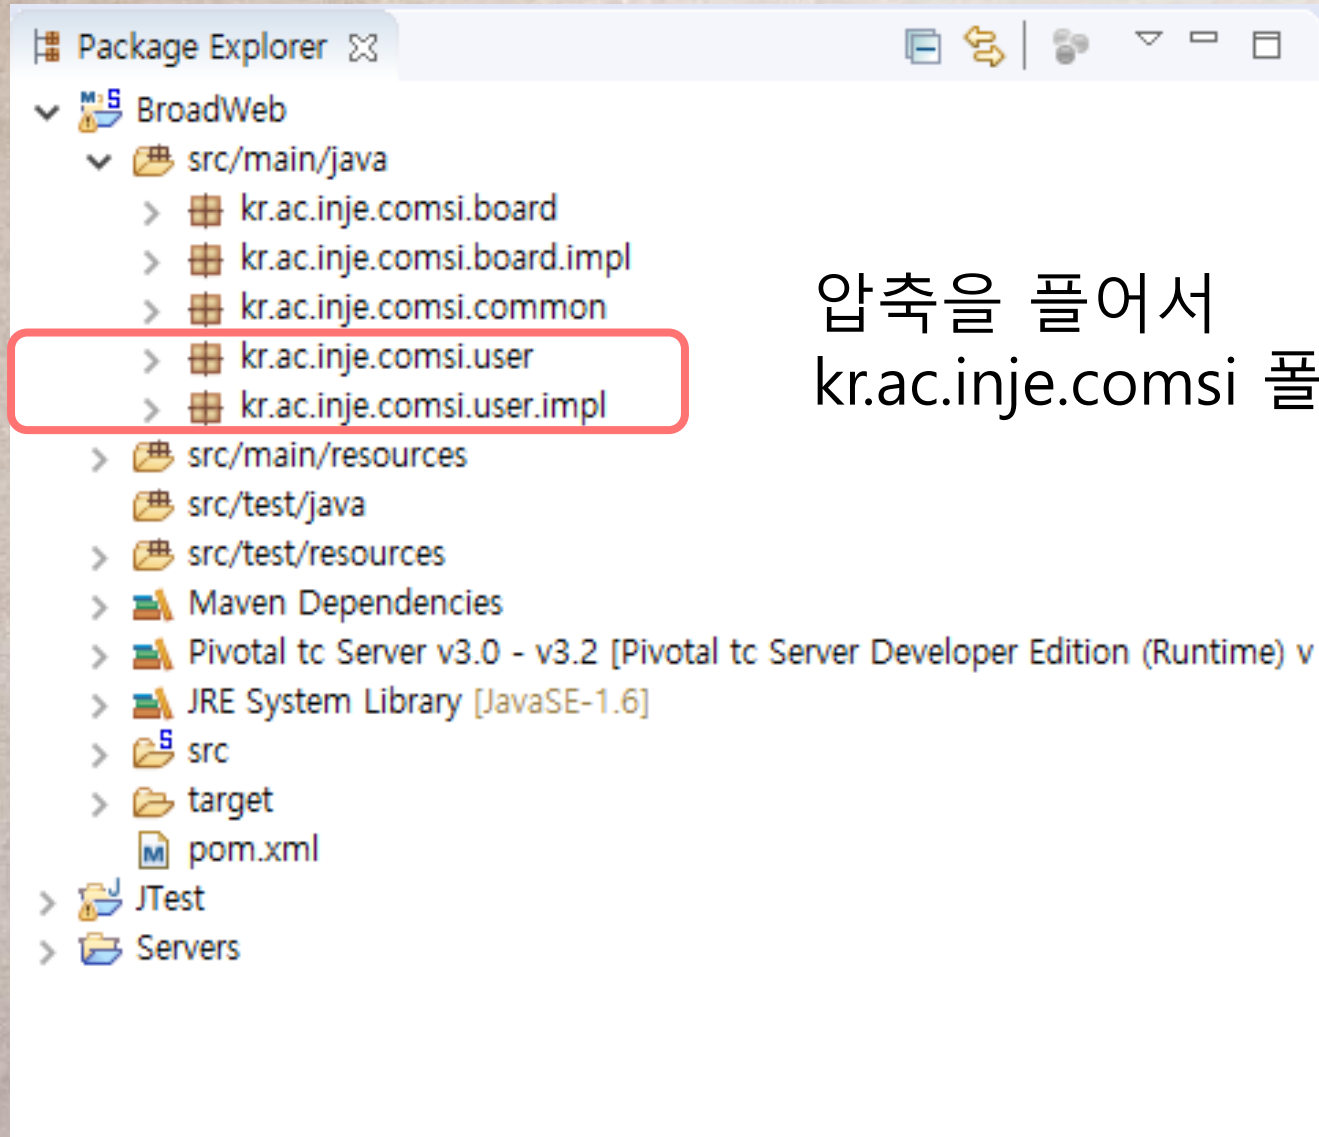 Package Explorer
BroadWeb
src/main/java
kr.ac.inje.comsi.board
kr.ac.inje.comsi.board.impl
kr.ac.inje.comsi.common
kr.ac.inje.comsi.user
kr.ac.inje.comsi.user.impl
src/main/resources
src/test/java
src/test/resources
Maven Dependencies
Pivotal tc Server v3.0 - v3.2 [Pivotal tc Server Developer Edition (Runtime) v
JRE System Library [JavaSE-1.6]
src
target
pom.xml
JTest
Servers
압축을 풀어서
kr.ac.inje.comsi 폴